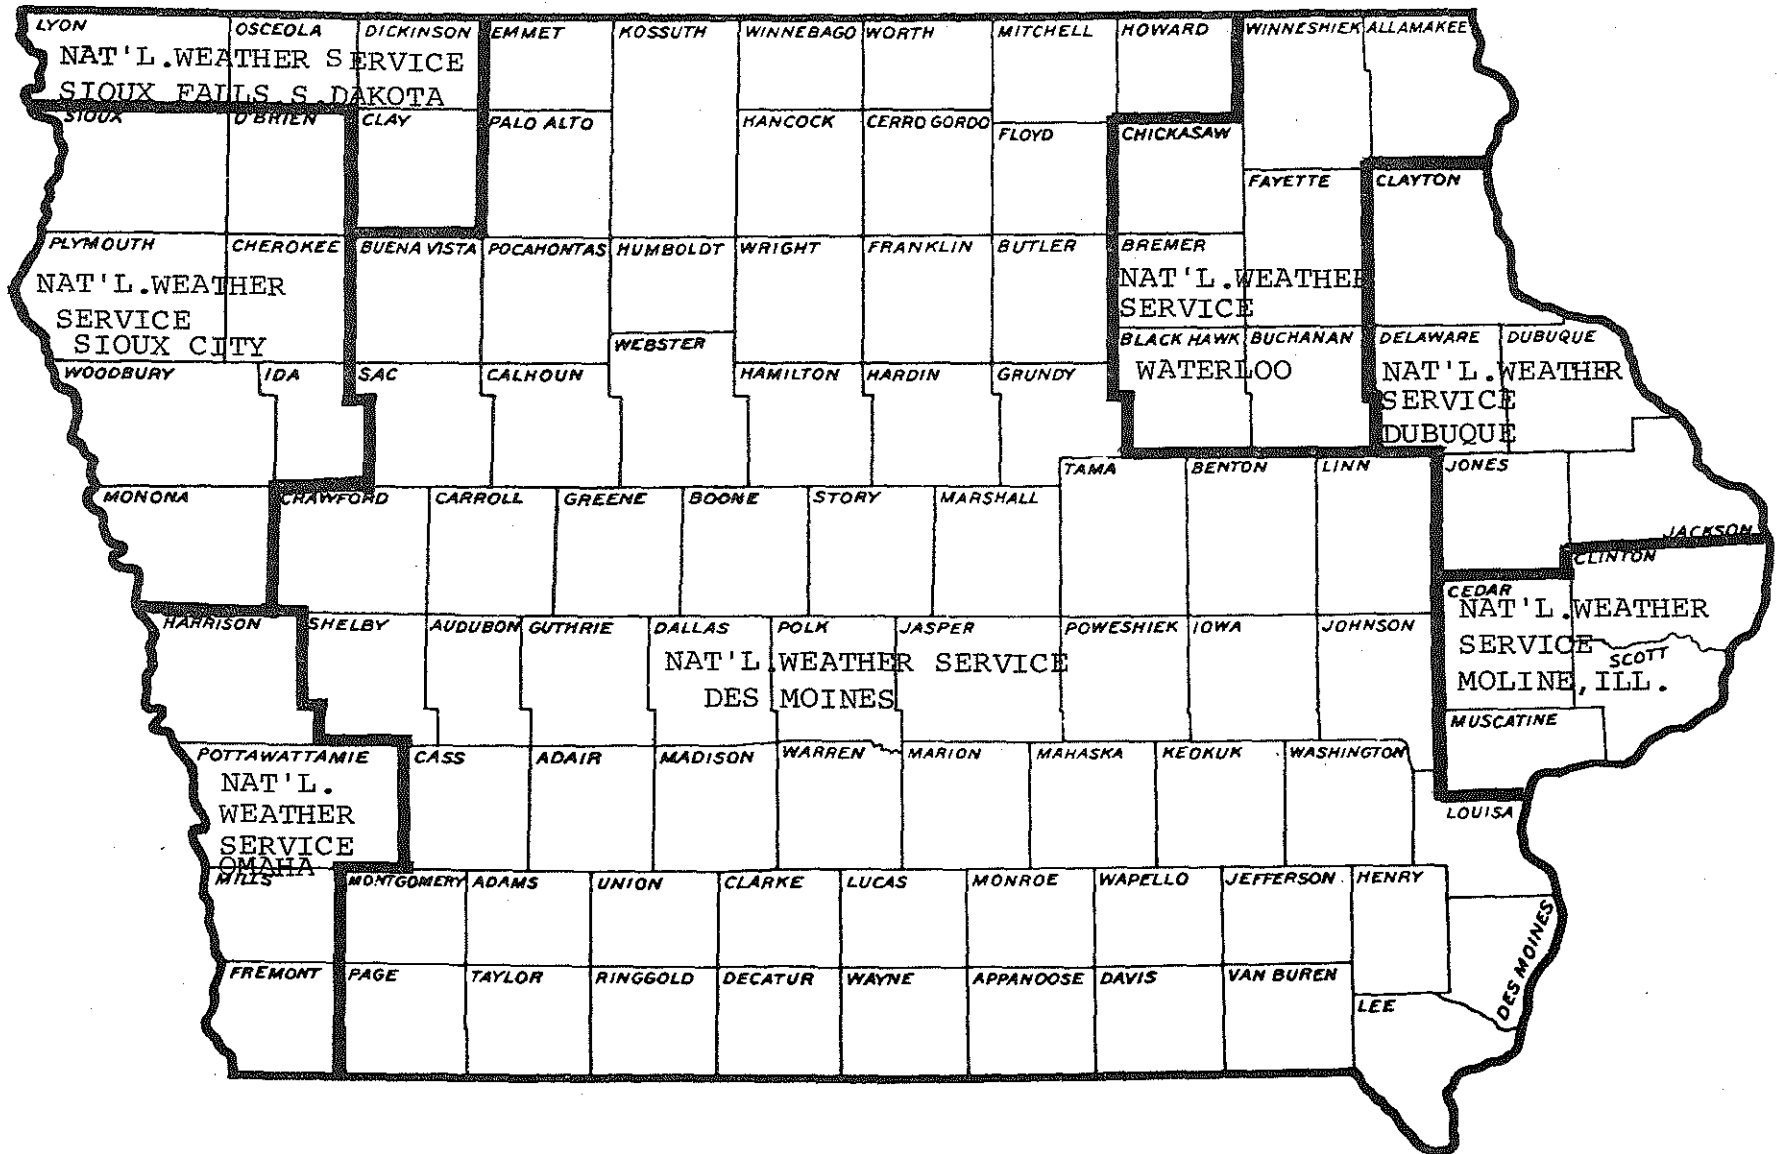 LYON OSCEOLA DICKINSON EMMET KOSSUTH WINNEBAGO WORTH MITCHELL HOWARD WINNESHIEK ALLAMAKEE
NAT'L.WEATHER SERVICE
SIOUX FALLS S.DAKOTA
SIOUX O'BRIEN CLAY PALO ALTO HANCOCK CERRO GORDO FLOYD CHICKASAW
FAYETTE CLAYTON
PLYMOUTH CHEROKEE BUENA VISTA POCAHONTAS HUMBOLDT WRIGHT FRANKLIN BUTLER BREMER
NAT'L.WEATHER
SERVICE
SIOUX CITY
NAT'L.WEATHER
SERVICE
WEBSTER BLACK HAWK BUCHANAN DELAWARE DUBUQUE
WATERLOO
WOODBURY IDA SAC CALHOUN HAMILTON HARDIN GRUNDY
NAT'L.WEATHER
SERVICE
DUBUQUE
TAMA BENTON LINN JONES
MONONA CRAWFORD CARROLL GREENE BOONE STORY MARSHALL
JACKSON
CLINTON
CEDAR
NAT'L.WEATHER
SERVICE
SCOTT
MOLINE,ILL.
HARRISON SHELBY AUDUBON GUTHRIE DALLAS POLK JASPER POWESHIEK IOWA JOHNSON
NAT'L.WEATHER SERVICE
DES MOINES
MUSCATINE
POTTAWATTAMIE CASS ADAIR MADISON WARREN MARION MAHASKA KEOKUK WASHINGTON
NAT'L.
WEATHER
SERVICE
OMAHA
LOUISA
MILLS MONTGOMERY ADAMS UNION CLARKE LUCAS MONROE WAPELLO JEFFERSON HENRY
DES MOINES
FREMONT PAGE TAYLOR RINGGOLD DECATUR WAYNE APPANOOSE DAVIS VAN BUREN
LEE